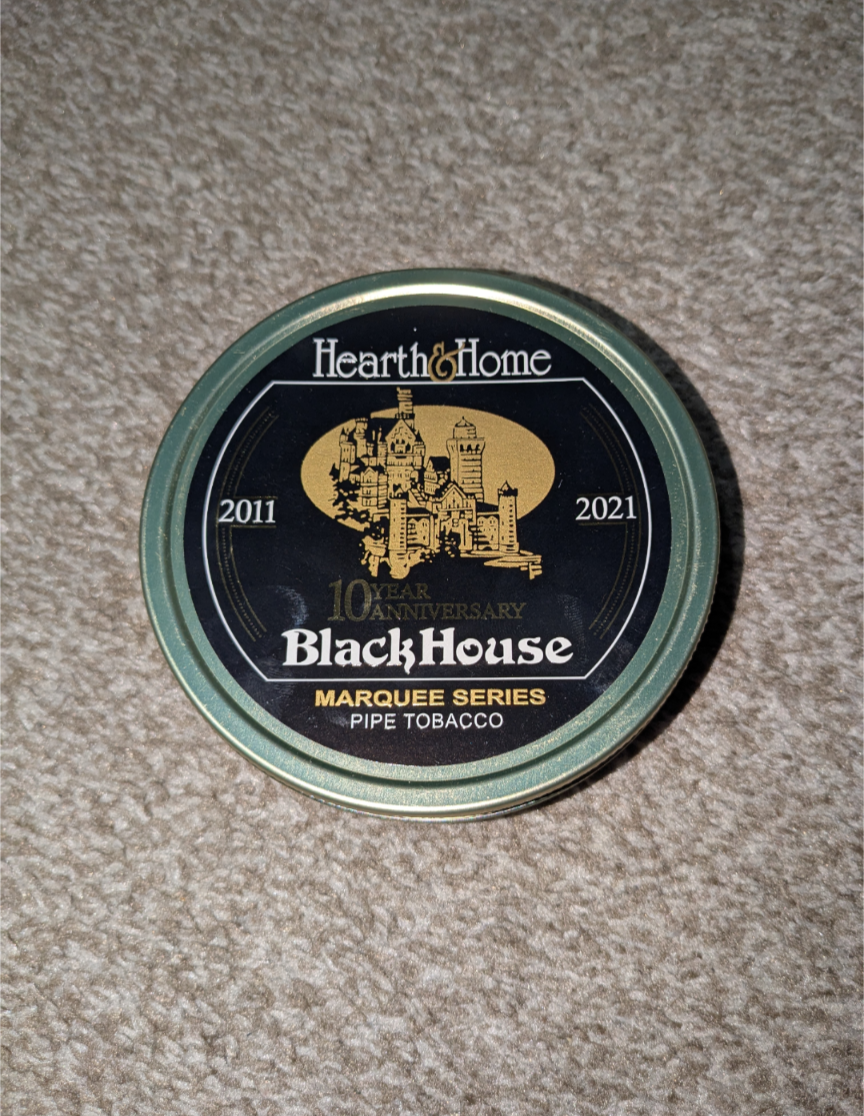 Hearth & Home
2011
2021
10 YEAR
ANNIVERSARY
BlackHouse
MARQUEE SERIES
PIPE TOBACCO